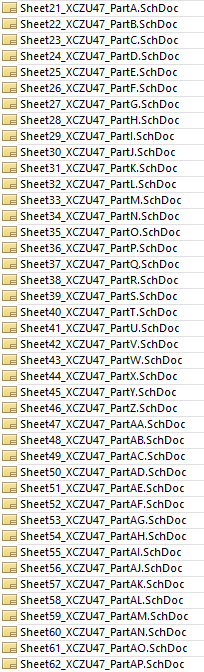 Sheet21_XCZU47_PartA.SchDoc
Sheet22_XCZU47_PartB.SchDoc
Sheet23_XCZU47_PartC.SchDoc
Sheet24_XCZU47_PartD.SchDoc
Sheet25_XCZU47_PartE.SchDoc
Sheet26_XCZU47_PartF.SchDoc
Sheet27_XCZU47_PartG.SchDoc
Sheet28_XCZU47_PartH.SchDoc
Sheet29_XCZU47_PartI.SchDoc
Sheet30_XCZU47_PartJ.SchDoc
Sheet31_XCZU47_PartK.SchDoc
Sheet32_XCZU47_PartL.SchDoc
Sheet33_XCZU47_PartM.SchDoc
Sheet34_XCZU47_PartN.SchDoc
Sheet35_XCZU47_PartO.SchDoc
Sheet36_XCZU47_PartP.SchDoc
Sheet37_XCZU47_PartQ.SchDoc
Sheet38_XCZU47_PartR.SchDoc
Sheet39_XCZU47_PartS.SchDoc
Sheet40_XCZU47_PartT.SchDoc
Sheet41_XCZU47_PartU.SchDoc
Sheet42_XCZU47_PartV.SchDoc
Sheet43_XCZU47_PartW.SchDoc
Sheet44_XCZU47_PartX.SchDoc
Sheet45_XCZU47_PartY.SchDoc
Sheet46_XCZU47_PartZ.SchDoc
Sheet47_XCZU47_PartAA.SchDoc
Sheet48_XCZU47_PartAB.SchDoc
Sheet49_XCZU47_PartAC.SchDoc
Sheet50_XCZU47_PartAD.SchDoc
Sheet51_XCZU47_PartAE.SchDoc
Sheet52_XCZU47_PartAF.SchDoc
Sheet53_XCZU47_PartAG.SchDoc
Sheet54_XCZU47_PartAH.SchDoc
Sheet55_XCZU47_PartAI.SchDoc
Sheet56_XCZU47_PartAJ.SchDoc
Sheet57_XCZU47_PartAK.SchDoc
Sheet58_XCZU47_PartAL.SchDoc
Sheet59_XCZU47_PartAM.SchDoc
Sheet60_XCZU47_PartAN.SchDoc
Sheet61_XCZU47_PartAO.SchDoc
Sheet62_XCZU47_PartAP.SchDoc